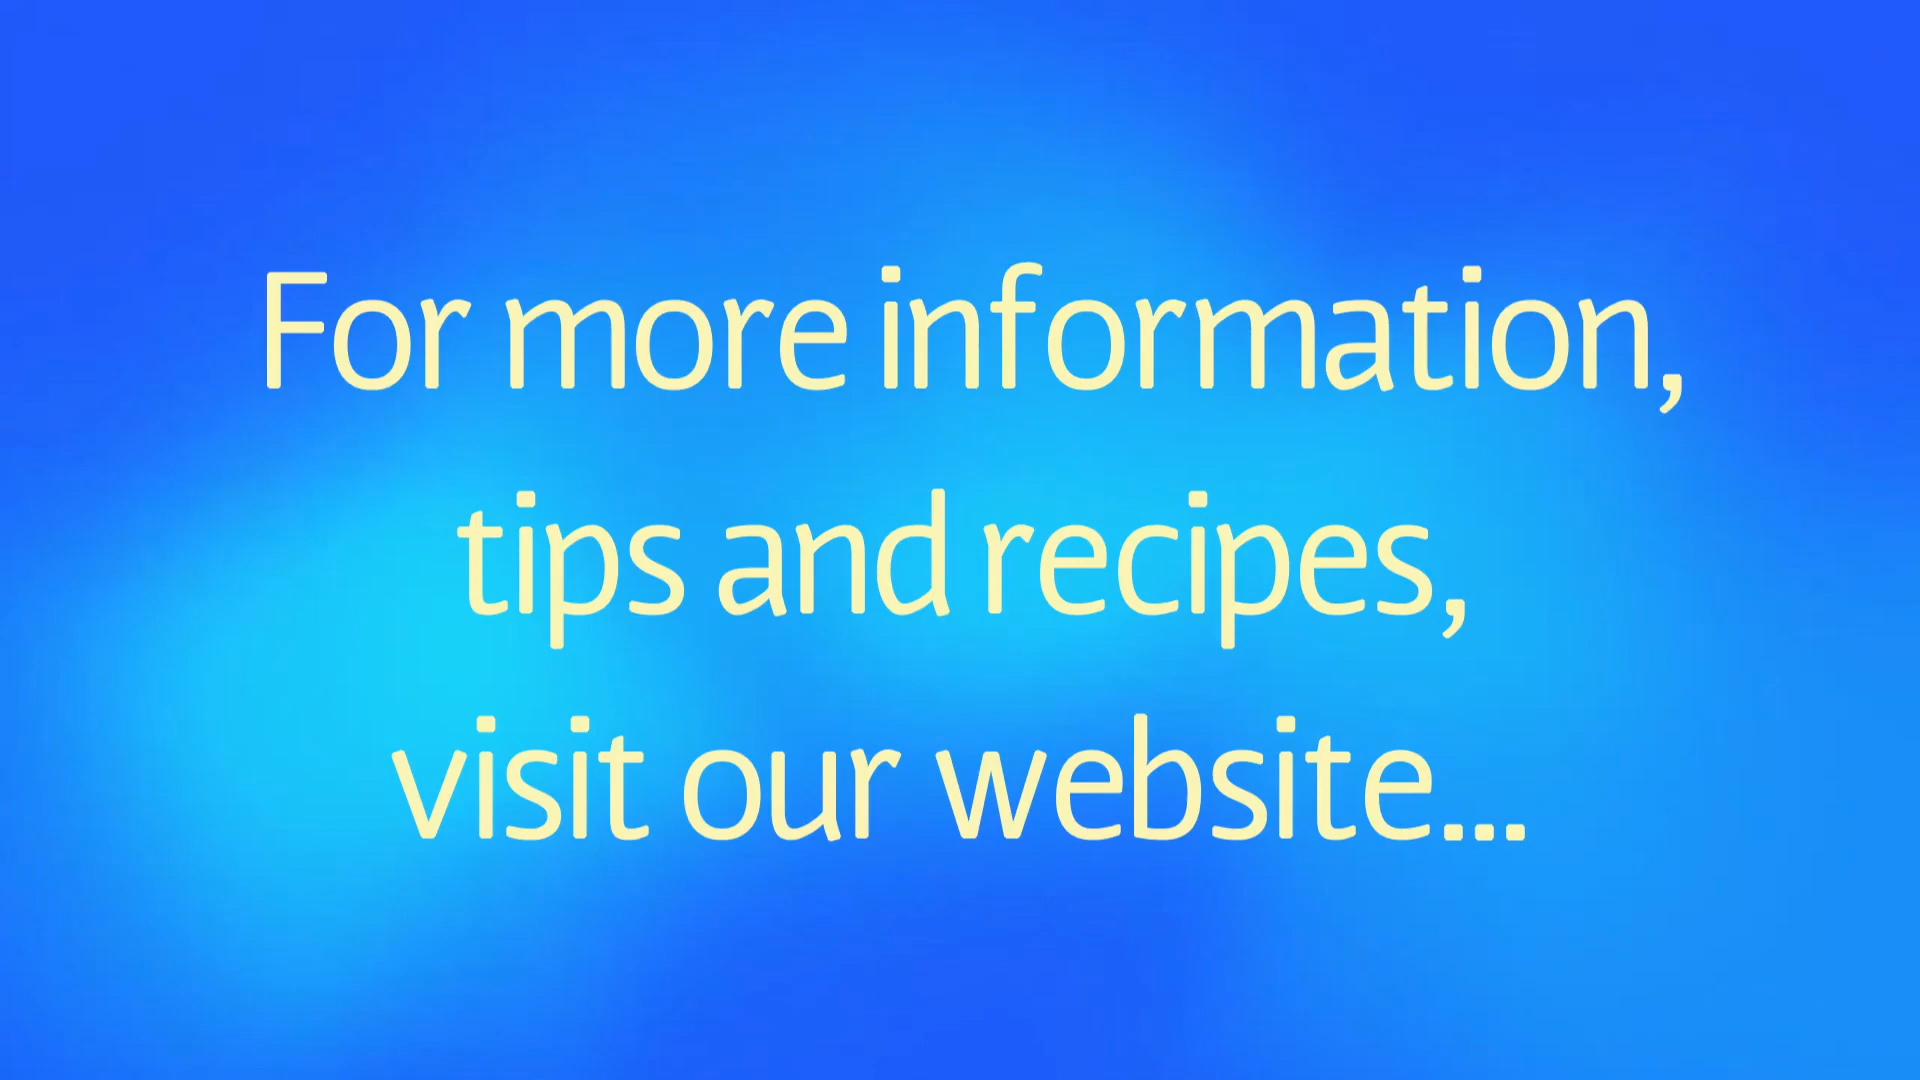 For more information,
tips and recipes,
visit our website...